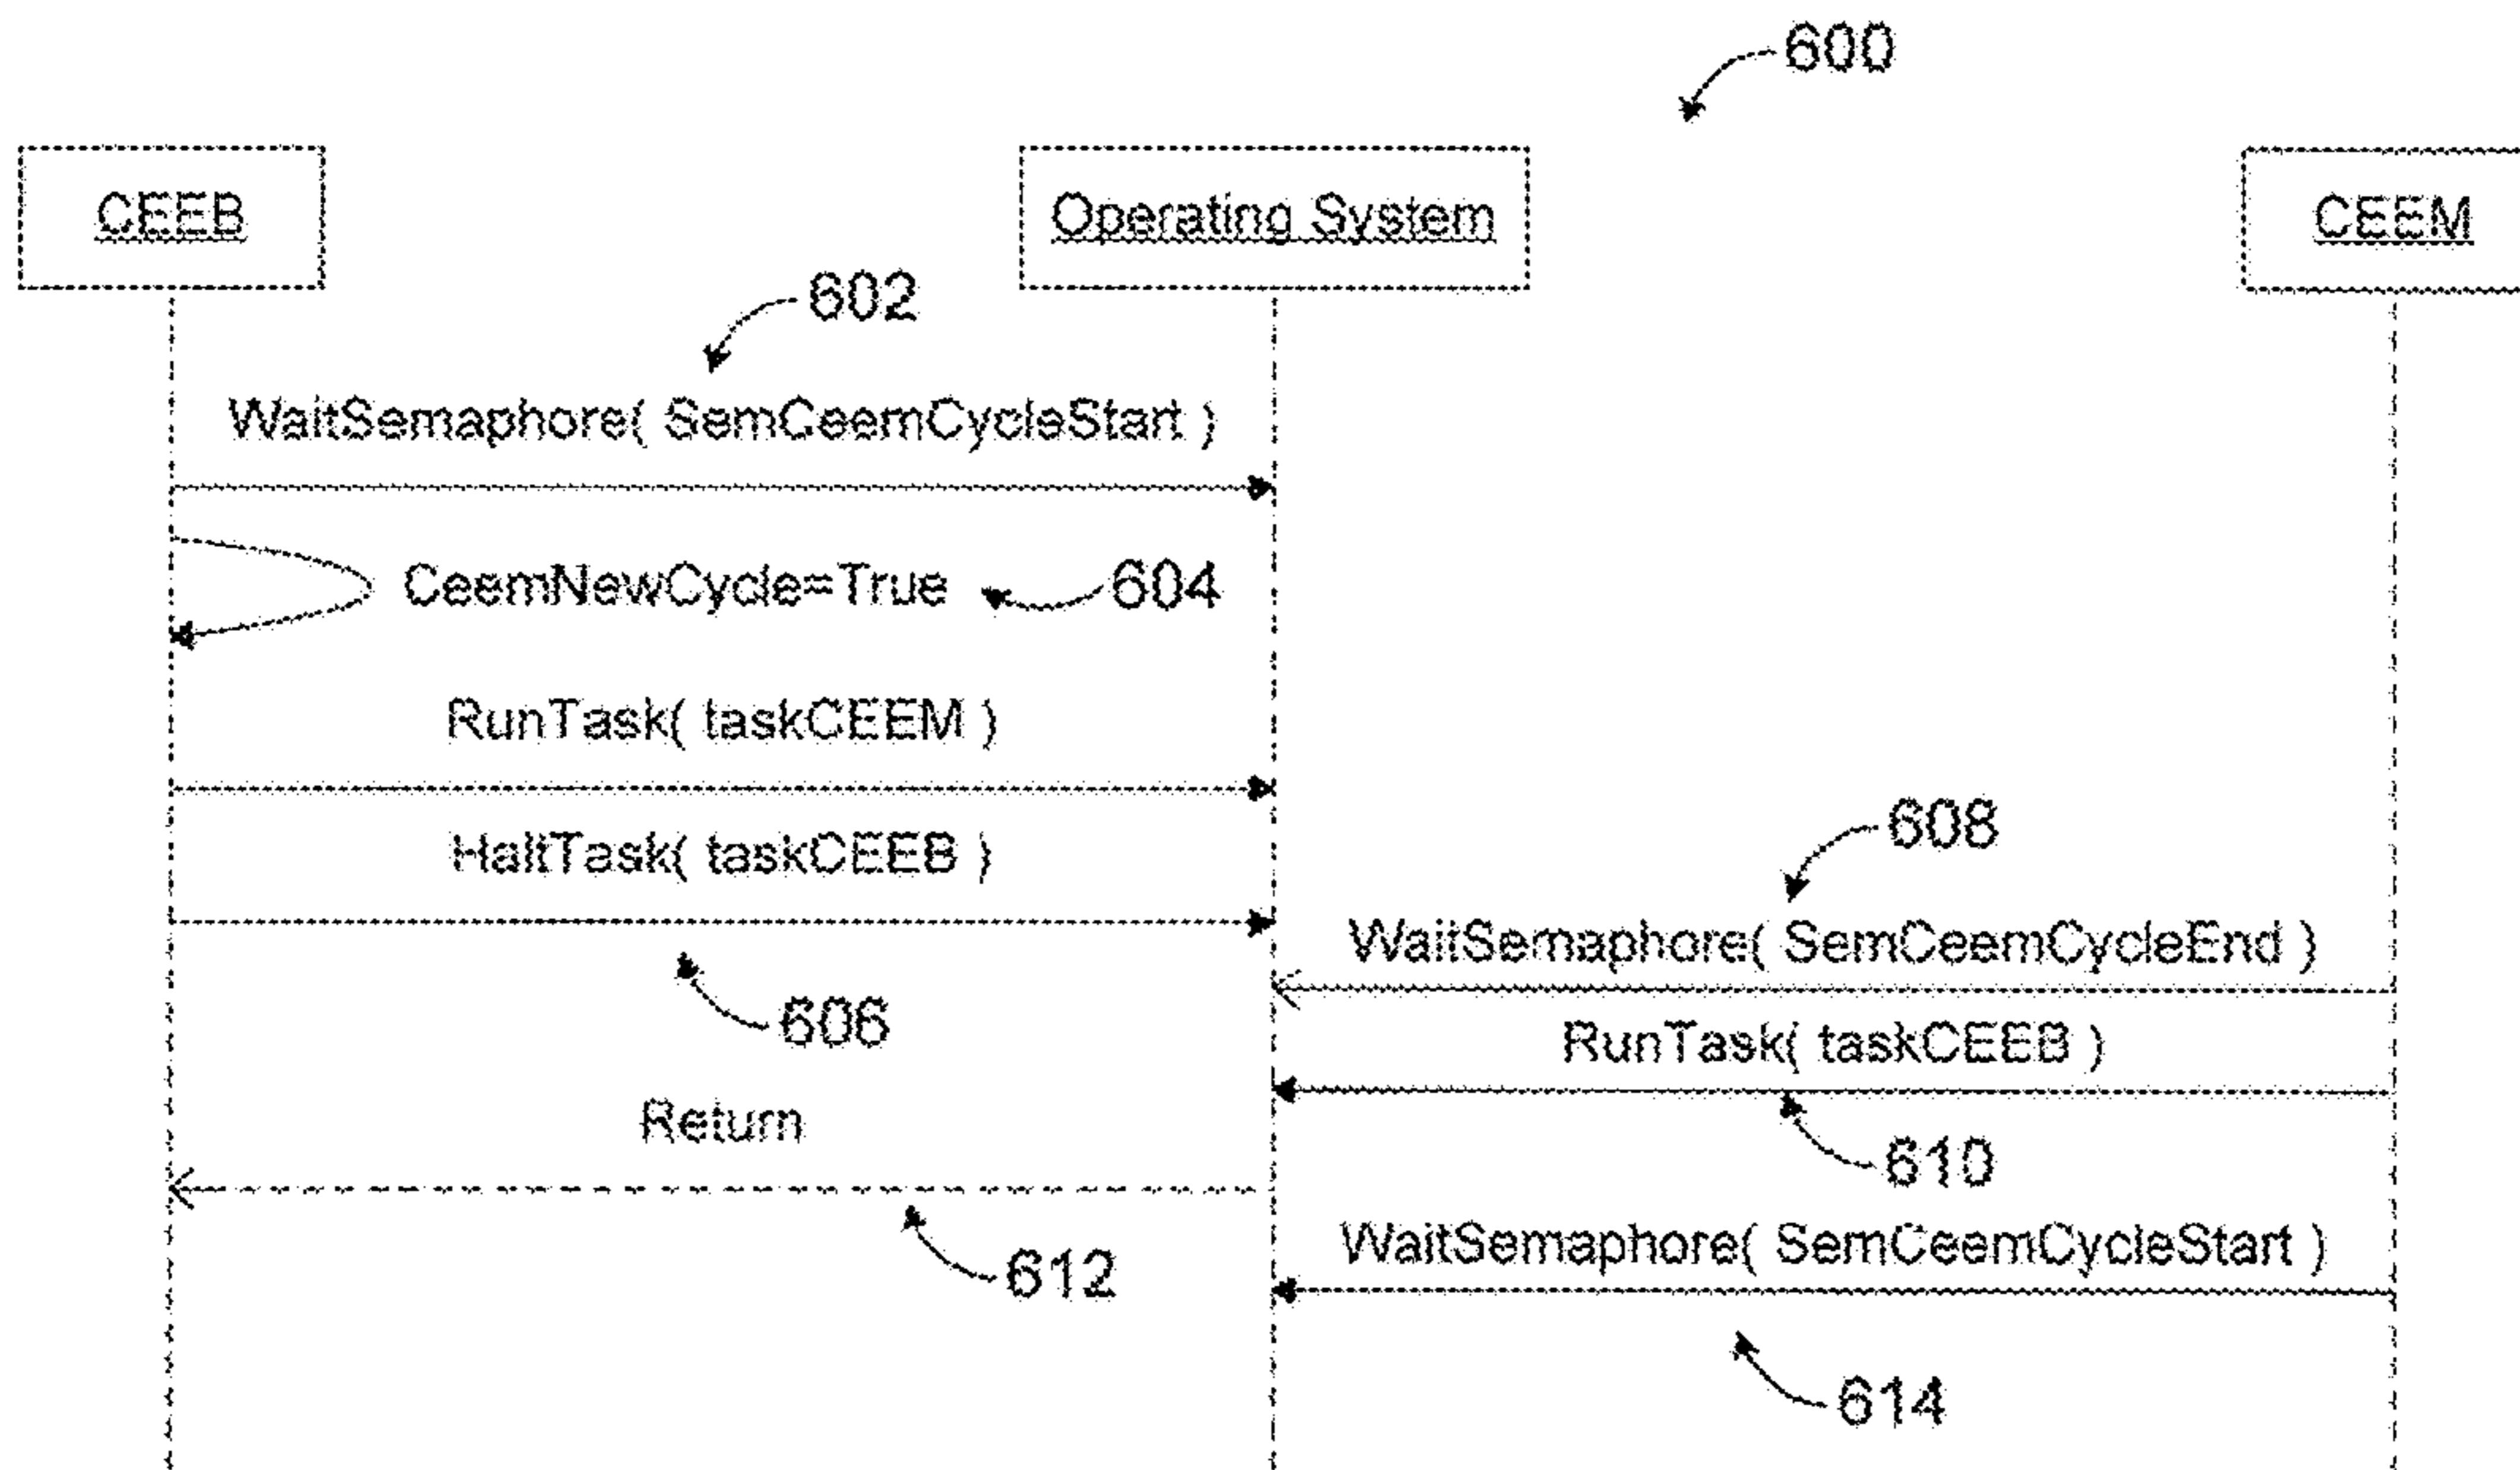 600
CEEB
Operating System
CEEM
602
WaitSemaphore( SemCeemCycleStart )
CeemNewCycle=True
604
RunTask( taskCEEM )
HaltTask( taskCEEB )
608
WaitSemaphore( SemCeemCycleEnd )
606
RunTask( taskCEEB )
Return
610
WaitSemaphore( SemCeemCycleStart )
612
614